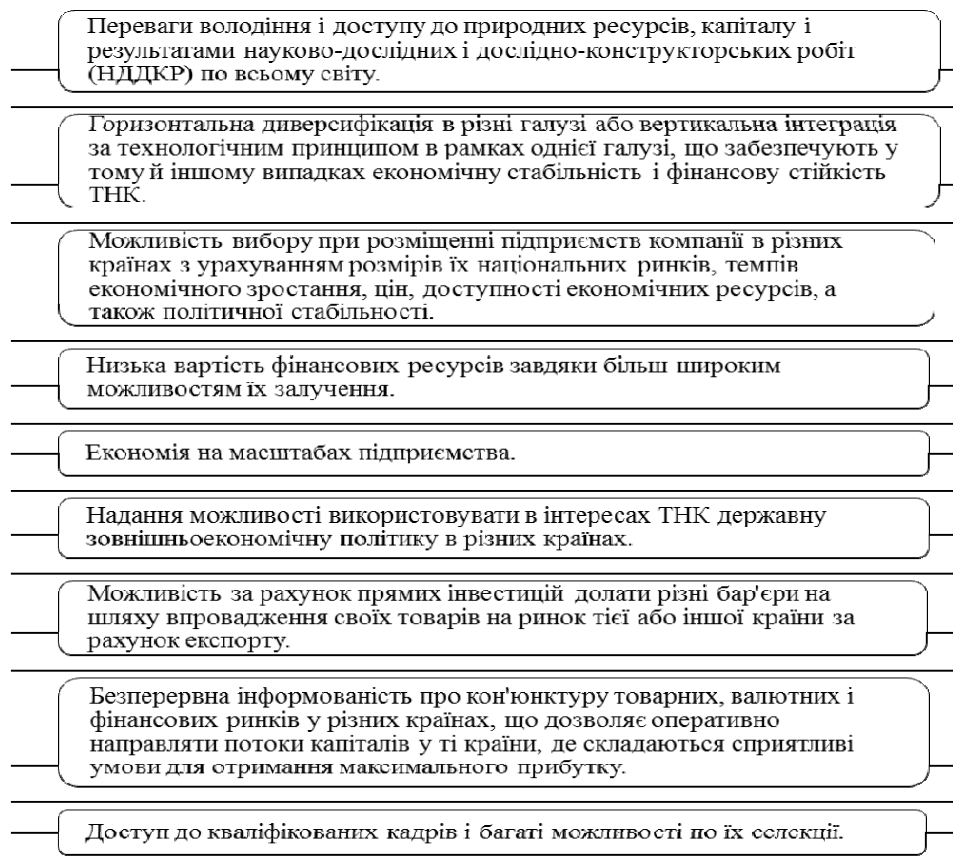 Переваги володіння і доступу до природних ресурсів, капіталу і
результатами науково-дослідних і дослідно-конструкторських робіт
(НДДКР) по всьому світу.
Горизонтальна диверсифікація в різні галузі або вертикальна інтеграція
за технологічним принципом в рамках однієї галузі, що забезпечують у
тому й іншому випадках економічну стабільність і фінансову стійкість
ТНК.
Можливість вибору при розміщенні підприємств компанії в різних
країнах з урахуванням розмірів їх національних ринків, темпів
економічного зростання, цін, доступності економічних ресурсів, а
також політичної стабільності.
Низька вартість фінансових ресурсів завдяки більш широким
можливостям їх залучення.
Економія на масштабах підприємства.
Надання можливості використовувати в інтересах ТНК державну
зовнішньоекономічну політику в різних країнах.
Можливість за рахунок прямих інвестицій долати різні бар'єри на
шляху впровадження своїх товарів на ринок тієї або іншої країни за
рахунок експорту.
Безперервна інформованість про кон'юнктуру товарних, валютних і
фінансових ринків у різних країнах, що дозволяє оперативно
направляти потоки капіталів у ті країни, де складаються сприятливі
умови для отримання максимального прибутку.
Доступ до кваліфікованих кадрів і багаті можливості по їх селекції.